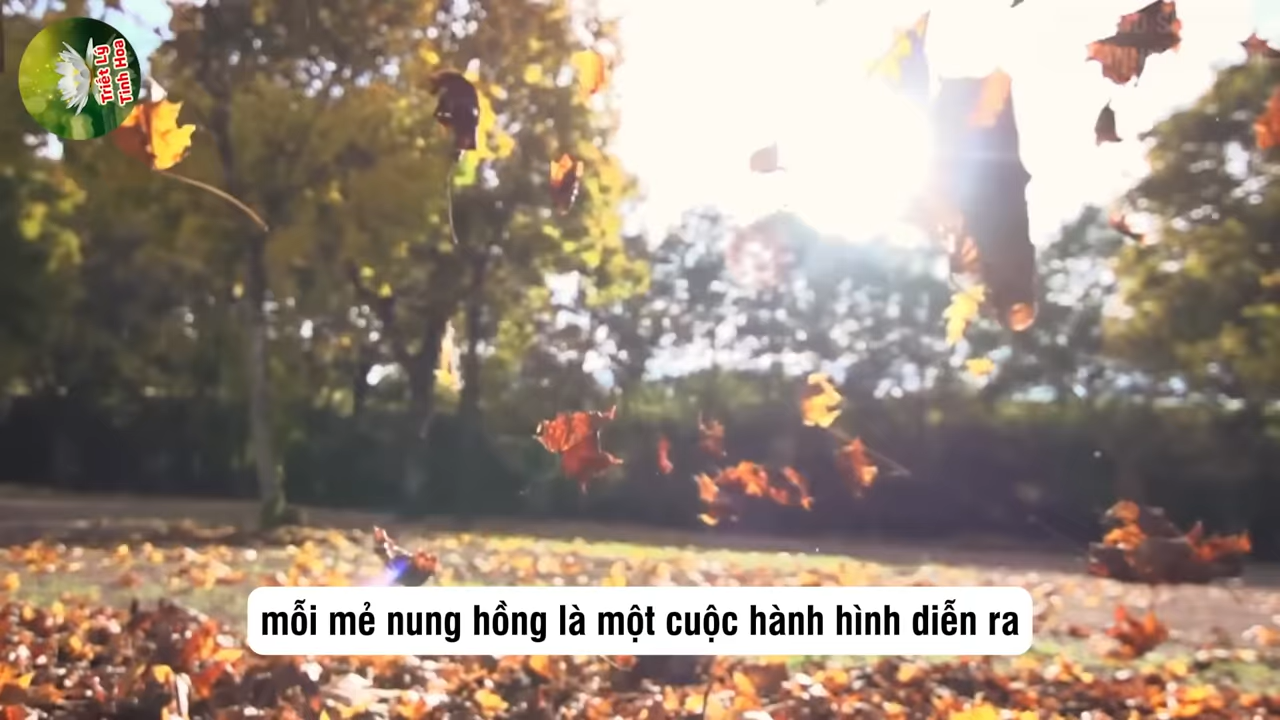 Triết Lý
Tinh Hoa
mỗi mẻ nung hồng là một cuộc hành hình diễn ra